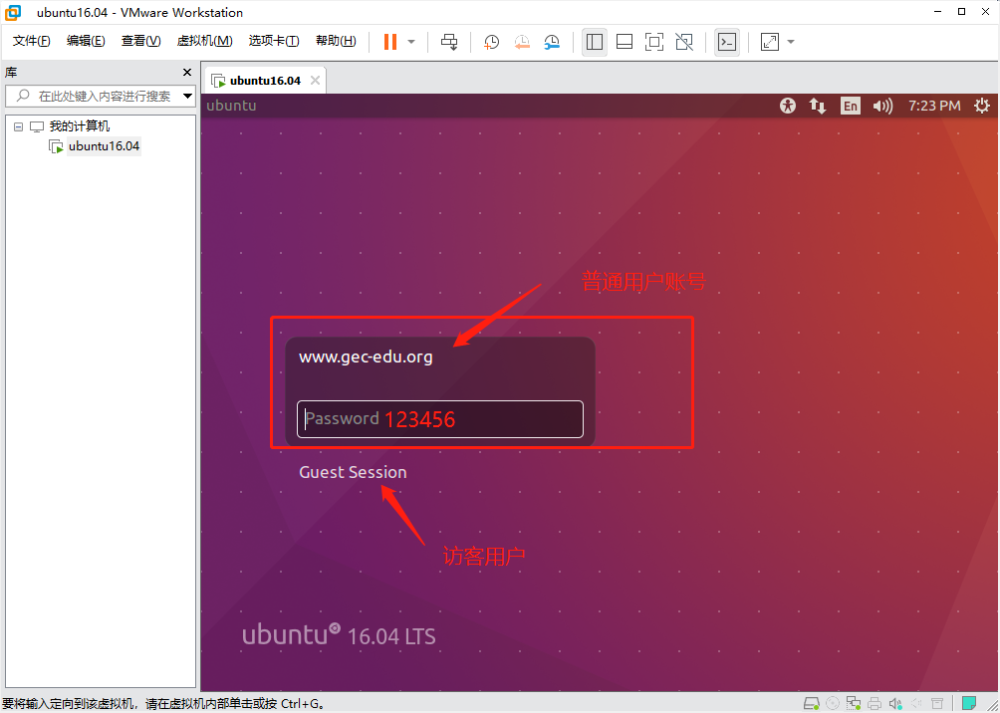 ubuntu16.04 - VMware Workstation
文件(F) 编辑(E) 查看(V) 虚拟机(M) 选项卡(T) 帮助(H)
库
在此处键入内容进行搜索
ubuntu16.04
我的计算机
ubuntu16.04
ubuntu
En
7:23 PM
普通用户账号
www.gec-edu.org
Password 123456
Guest Session
访客用户
ubuntu® 16.04 LTS
要将输入定向到该虚拟机，请在虚拟机内部单击或按 Ctrl+G。